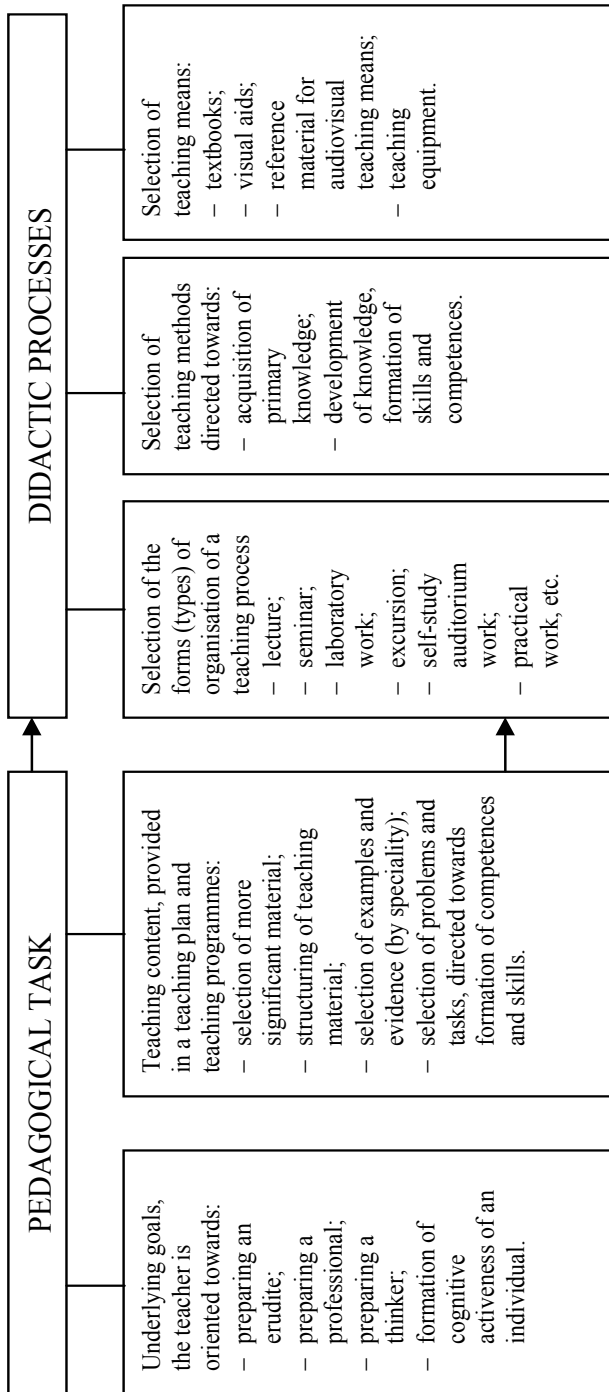 PEDAGOGICAL TASK
Underlying goals,
the teacher is
oriented towards:
– preparing an
erudite;
– preparing a
professional;
– preparing a
thinker;
– formation of
cognitive
activeness of an
individual.
Teaching content, provided
in a teaching plan and
teaching programmes:
– selection of more
significant material;
– structuring of teaching
material;
– selection of examples and
evidence (by speciality);
– selection of problems and
tasks, directed towards
formation of competences
and skills.
DIDACTIC PROCESSES
Selection of the
forms (types) of
organisation of a
teaching process
– lecture;
– seminar;
– laboratory
work;
– excursion;
– self-study
auditorium
work;
– practical
work, etc.
Selection of
teaching methods
directed towards:
– acquisition of
primary
knowledge;
– development
of knowledge,
formation of
skills and
competences.
Selection of
teaching means:
– textbooks;
– visual aids;
– reference
material for
audiovisual
teaching means;
– teaching
equipment.